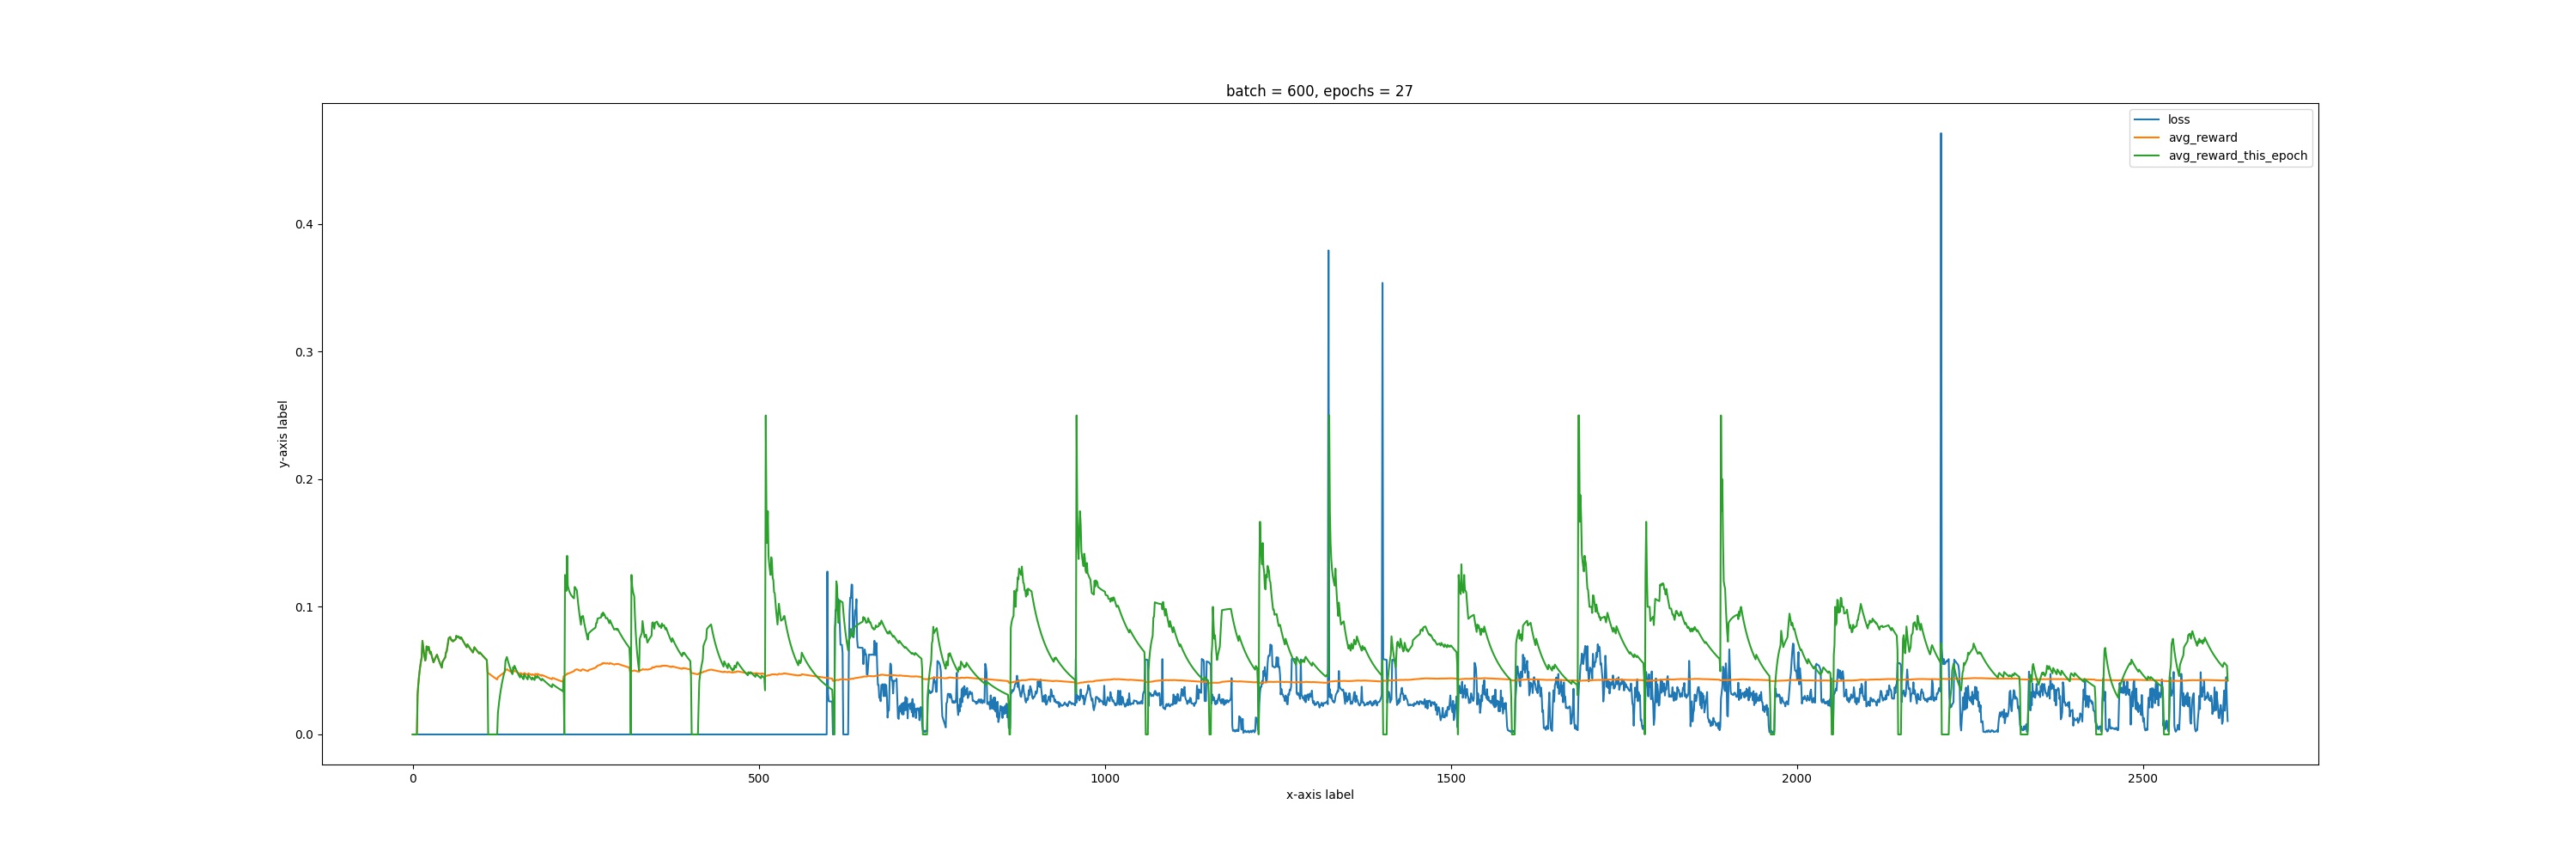 batch = 600, epochs = 27
loss
avg_reward
avg_reward_this_epoch
0.4
0.3
0.2
0.1
0.0
y-axis label
0 500 1000 1500 2000 2500
x-axis label